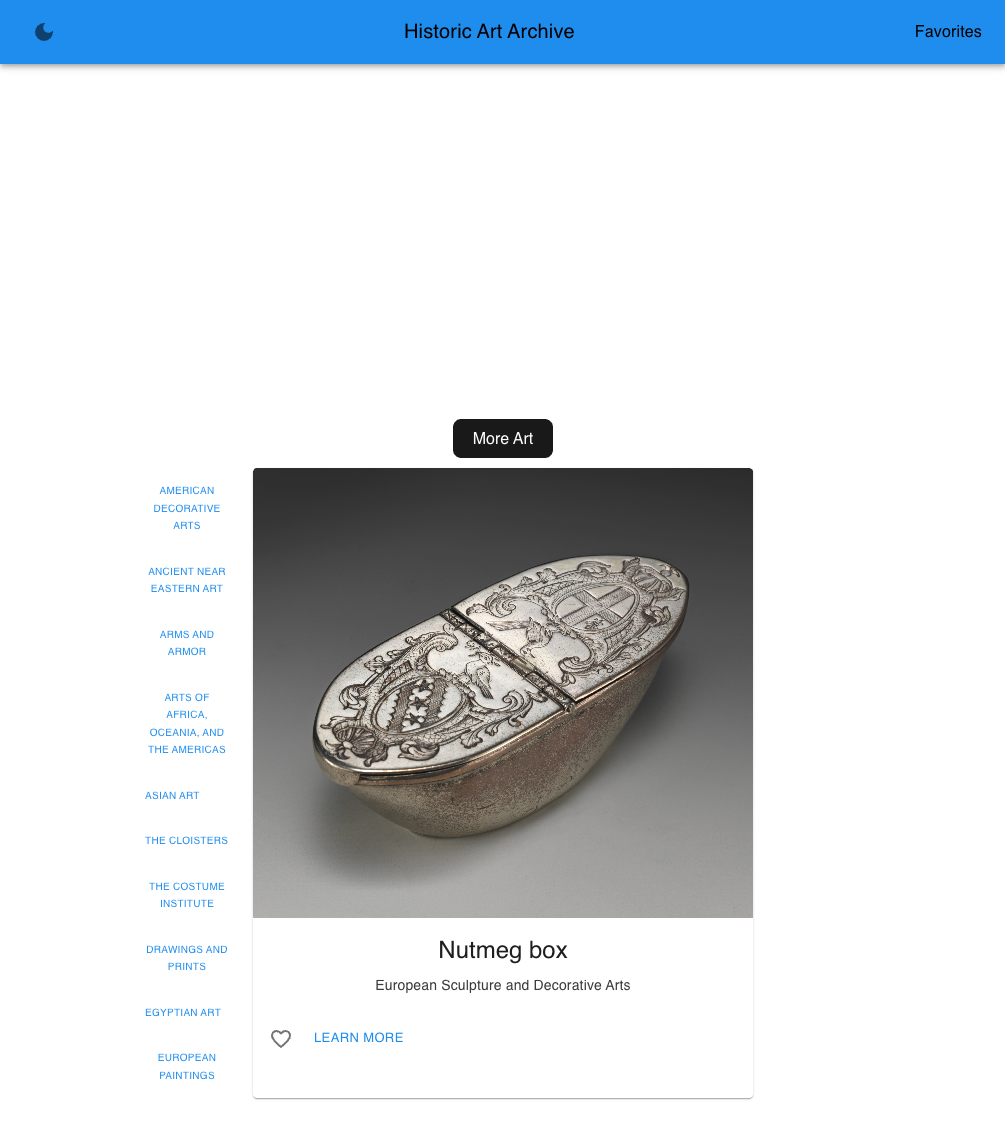 Historic Art Archive
Favorites
More Art
AMERICAN
DECORATIVE
ARTS
ANCIENT NEAR
EASTERN ART
ARMS AND
ARMOR
ARTS OF
AFRICA,
OCEANIA, AND
THE AMERICAS
ASIAN ART
THE CLOISTERS
THE COSTUME
INSTITUTE
DRAWINGS AND
PRINTS
EGYPTIAN ART
EUROPEAN
PAINTINGS
Nutmeg box
European Sculpture and Decorative Arts
LEARN MORE